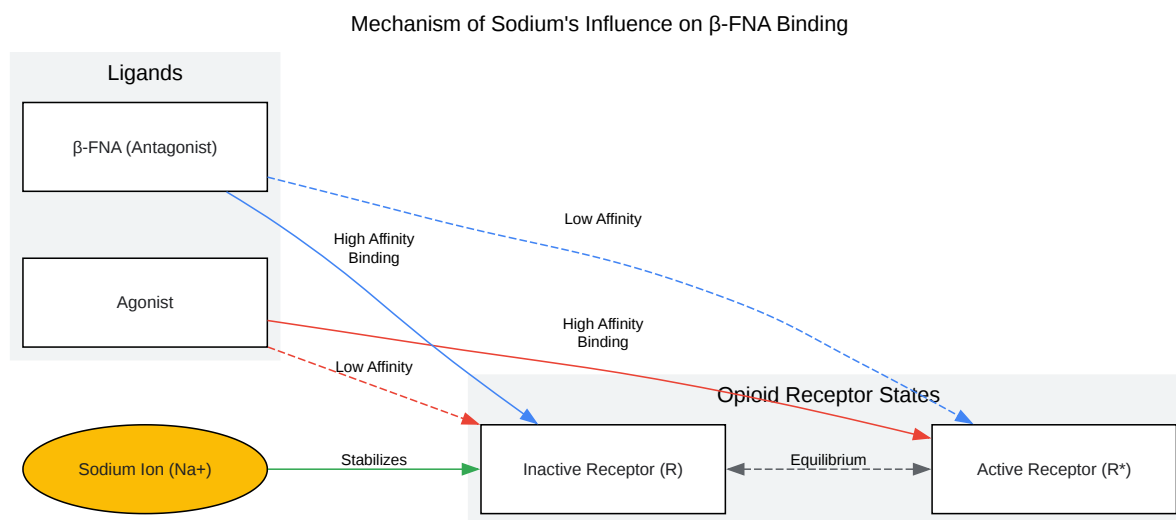 Mechanism of Sodium's Influence on β-FNA Binding
Ligands
β-FNA (Antagonist)
Low Affinity
High Affinity
Binding
Agonist
High Affinity
Binding
Low Affinity
Opioid Receptor States
Sodium Ion (Na+)
Stabilizes
Inactive Receptor (R)
Equilibrium
Active Receptor (R*)